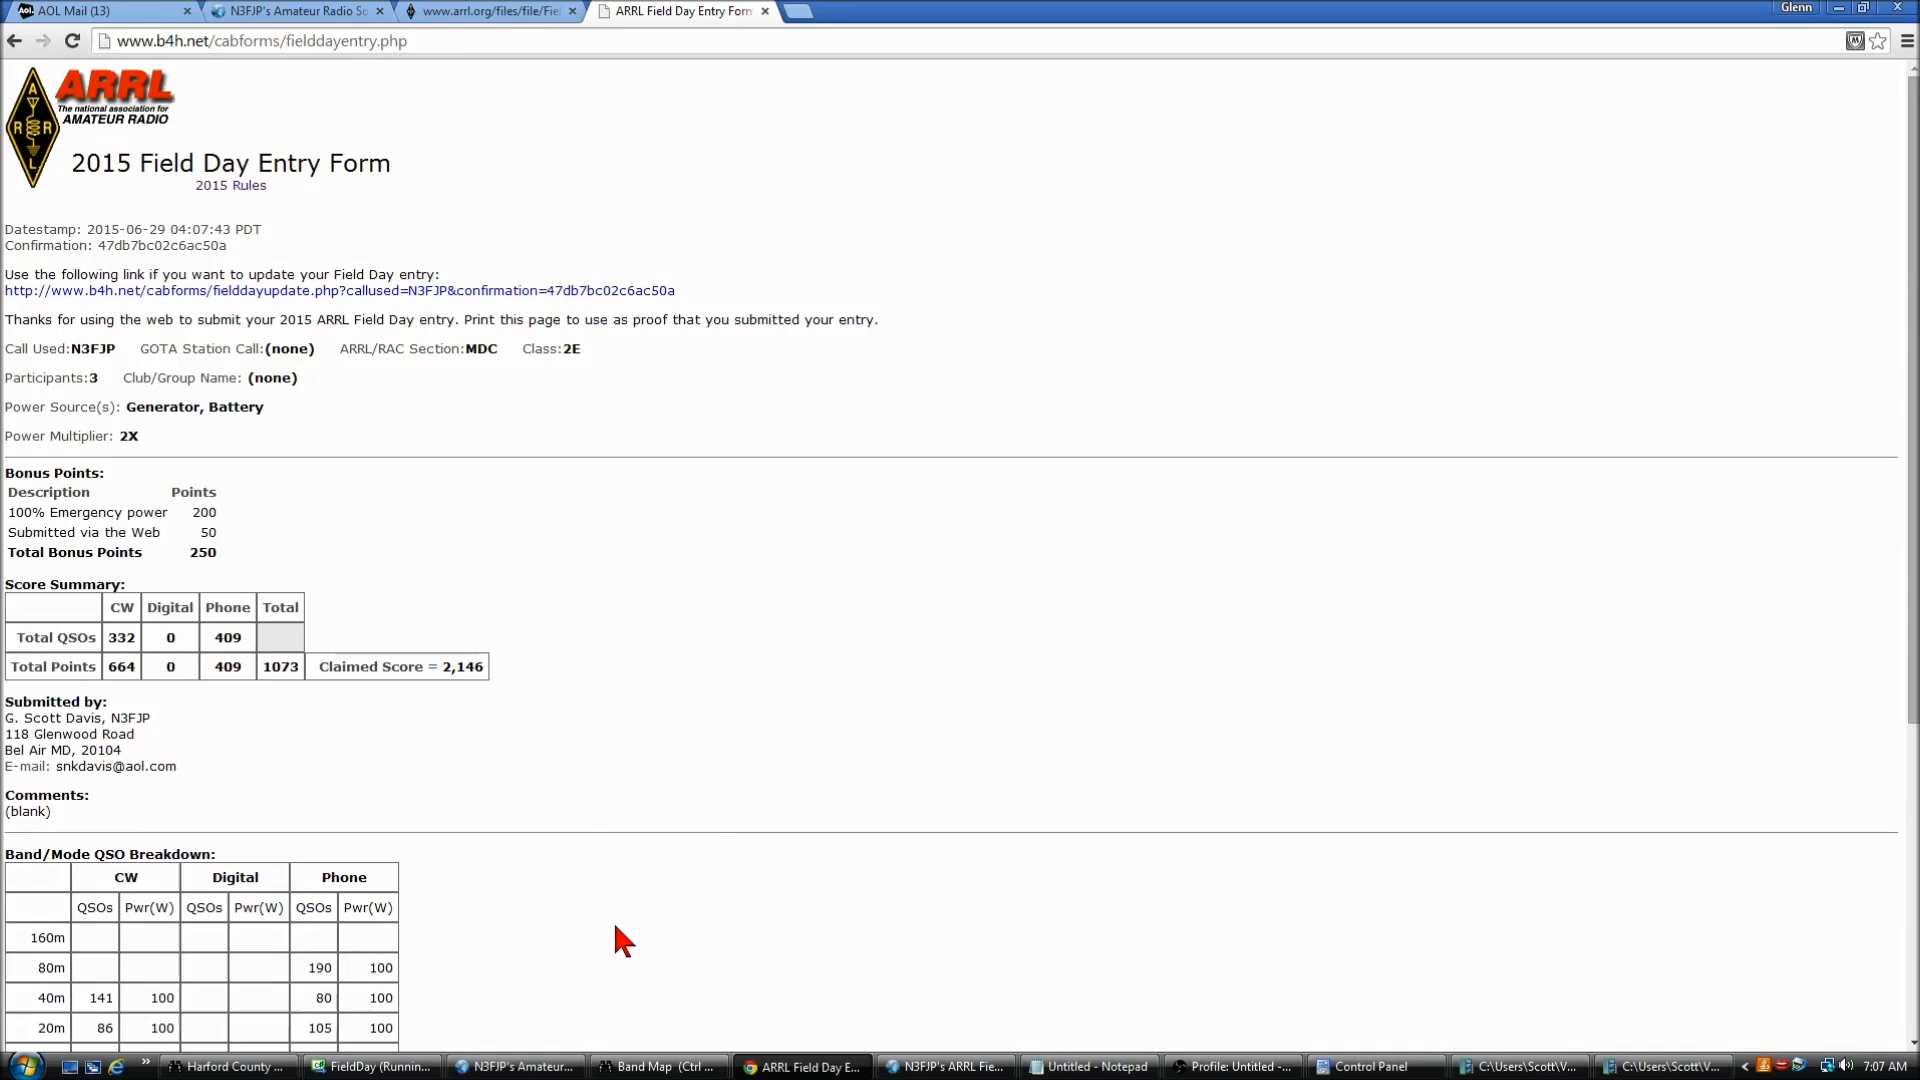 AOL Mail (13)
N3FJP's Amateur Radio So
www.arrl.org/files/file/Fie
ARRL Field Day Entry Form
Glenn
www.b4h.net/cabforms/fielddayentry.php
ARRL
The national association for
AMATEUR RADIO
A
R R
L
2015 Field Day Entry Form
2015 Rules
Datestamp: 2015-06-29 04:07:43 PDT
Confirmation: 47db7bc02c6ac50a
Use the following link if you want to update your Field Day entry:
http://www.b4h.net/cabforms/fielddayupdate.php?callused=N3FJP&confirmation=47db7bc02c6ac50a
Thanks for using the web to submit your 2015 ARRL Field Day entry. Print this page to use as proof that you submitted your entry.
Call Used:N3FJP GOTA Station Call:(none) ARRL/RAC Section:MDC Class:2E
Participants:3 Club/Group Name: (none)
Power Source(s): Generator, Battery
Power Multiplier: 2X
Bonus Points:
Description Points
100% Emergency power 200
Submitted via the Web 50
Total Bonus Points 250
Score Summary:
CW Digital Phone Total
Total QSOs 332 0 409
Total Points 664 0 409 1073 Claimed Score = 2,146
Submitted by:
G. Scott Davis, N3FJP
118 Glenwood Road
Bel Air MD, 20104
E-mail: snkdavis@aol.com
Comments:
(blank)
Band/Mode QSO Breakdown:
CW Digital Phone
QSOs Pwr(W) QSOs Pwr(W) QSOs Pwr(W)
160m
80m 190 100
40m 141 100 80 100
20m 86 100 105 100
Harford County ... FieldDay (Runnin... N3FJP's Amateur... Band Map (Ctrl ... ARRL Field Day E... N3FJP's ARRL Fie... Untitled - Notepad Profile: Untitled -... Control Panel C:\Users\Scott\V... C:\Users\Scott\V... 7:07 AM